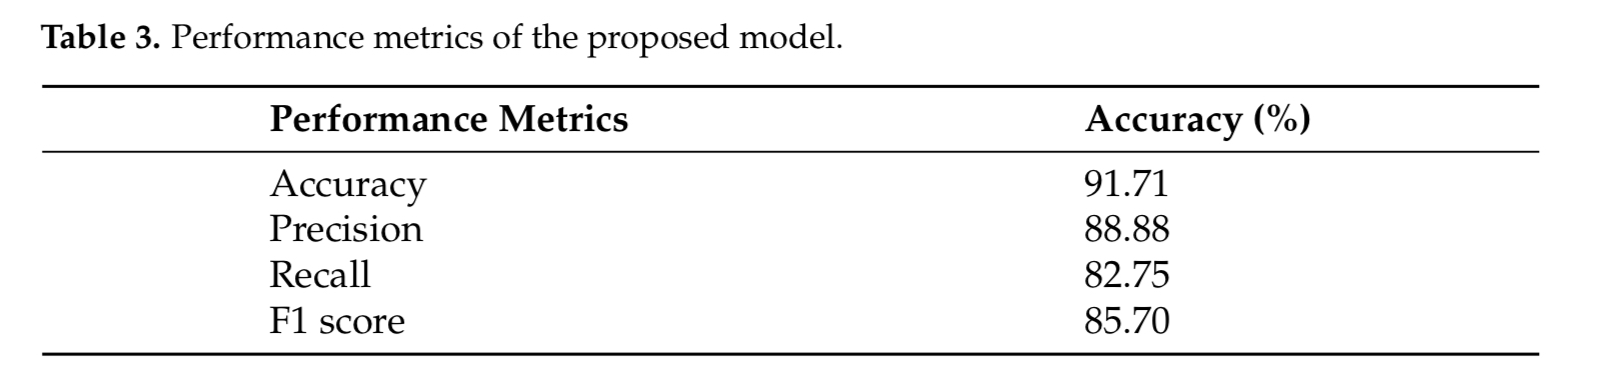 Table 3. Performance metrics of the proposed model.
Performance Metrics Accuracy (%)
Accuracy 91.71
Precision 88.88
Recall 82.75
F1 score 85.70